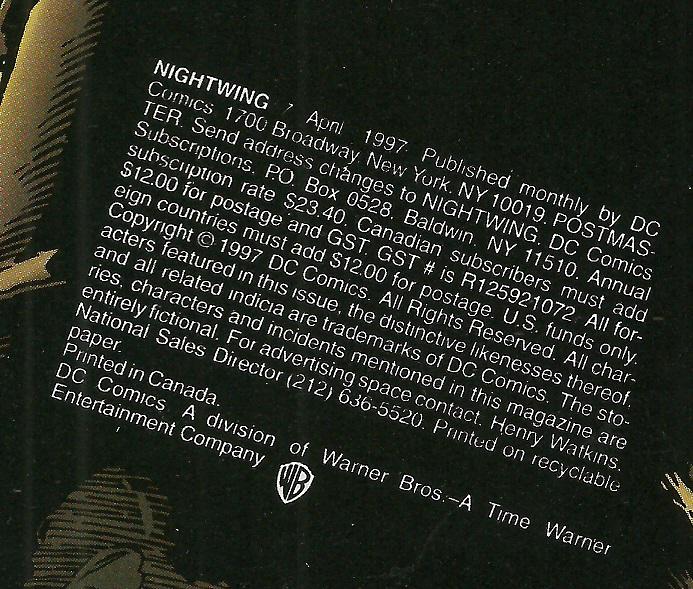 NIGHTWING 7 April 1997. Published monthly by DC
Comics 1700 Broadway, New York, NY 10019. POSTMAS-
TER. Send address changes to NIGHTWING, DC Comics
Subscriptions. P.O. Box 0528, Baldwin, NY 11510. Annual
subscription rate $23.40. Canadian subscribers must add
$12.00 for postage and GST. GST # is R125921072. All for-
eign countries must add $12.00 for postage. U.S. funds only.
Copyright © 1997 DC Comics. All Rights Reserved. All char-
acters featured in this issue, the distinctive likenesses thereof,
and all related indicia are trademarks of DC Comics. The sto-
ries, characters and incidents mentioned in this magazine are
entirely fictional. For advertising space contact, Henry Watkins,
National Sales Director (212) 636-5520. Printed on recyclable
paper.
Printed in Canada.
DC Comics. A division of Warner Bros.–A Time Warner
Entertainment Company
WB